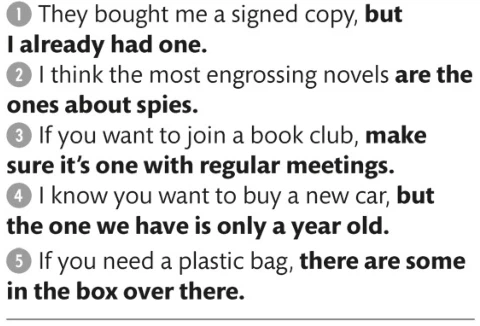 1 They bought me a signed copy, but
I already had one.
2 I think the most engrossing novels are the
ones about spies.
3 If you want to join a book club, make
sure it's one with regular meetings.
4 I know you want to buy a new car, but
the one we have is only a year old.
5 If you need a plastic bag, there are some
in the box over there.